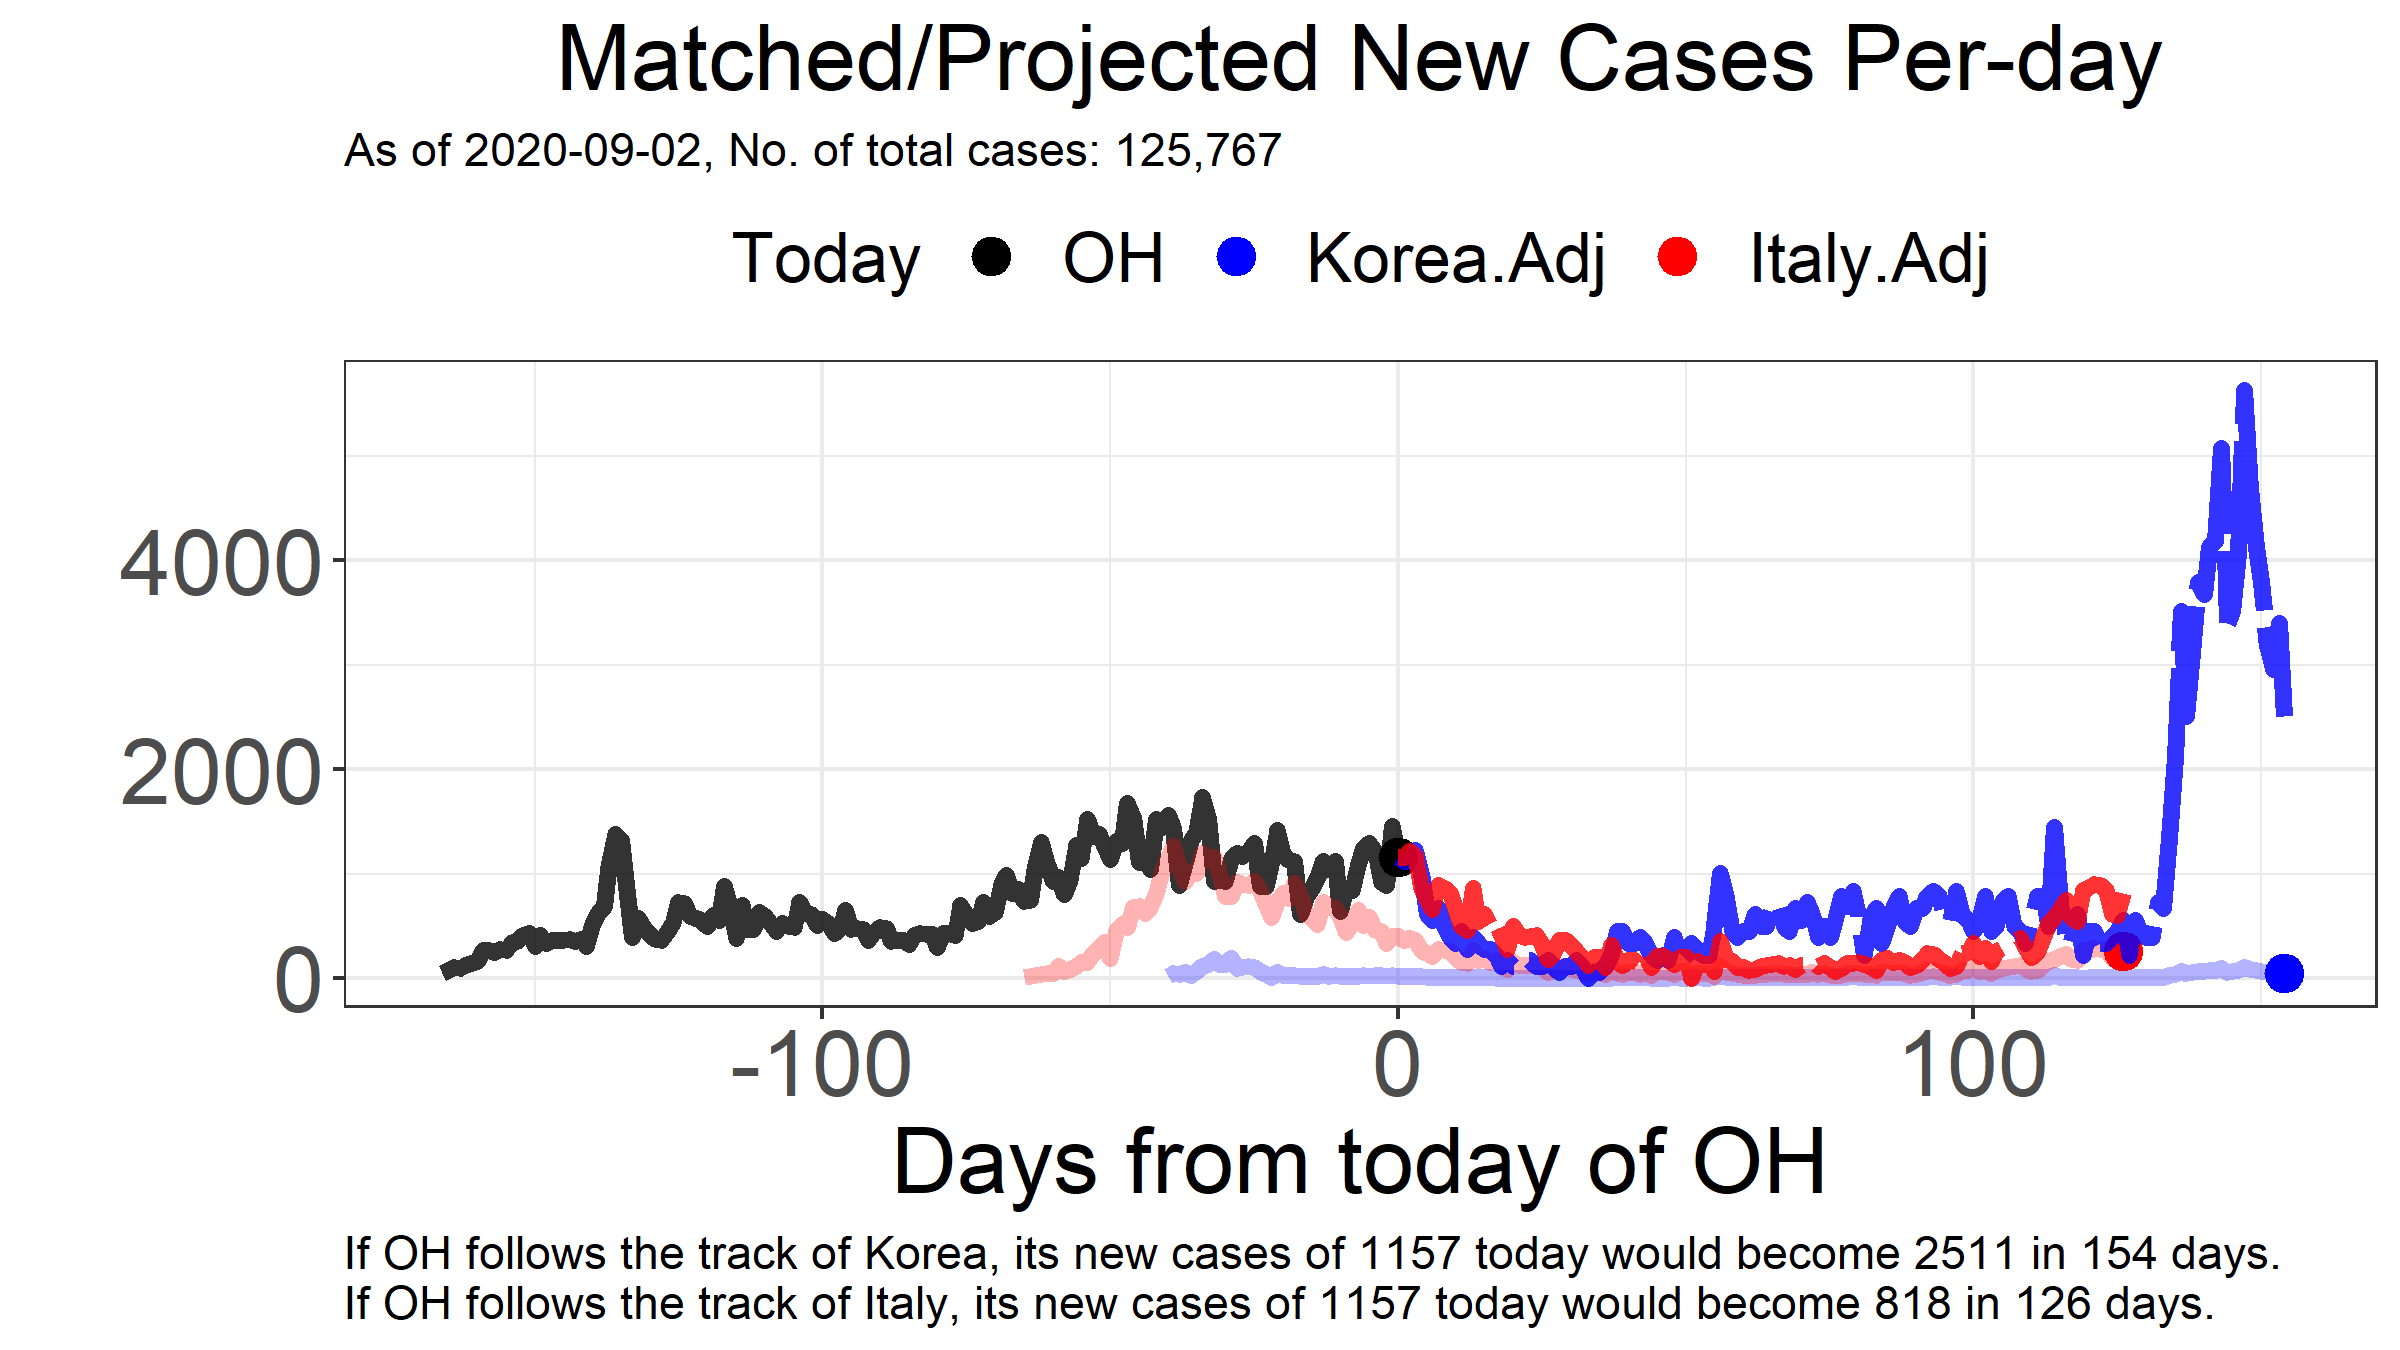 Matched/Projected New Cases Per-day
As of 2020-09-02, No. of total cases: 125,767
Today OH Korea.Adj Italy.Adj
4000
2000
0
-100 0 100
Days from today of OH
If OH follows the track of Korea, its new cases of 1157 today would become 2511 in 154 days.
If OH follows the track of Italy, its new cases of 1157 today would become 818 in 126 days.